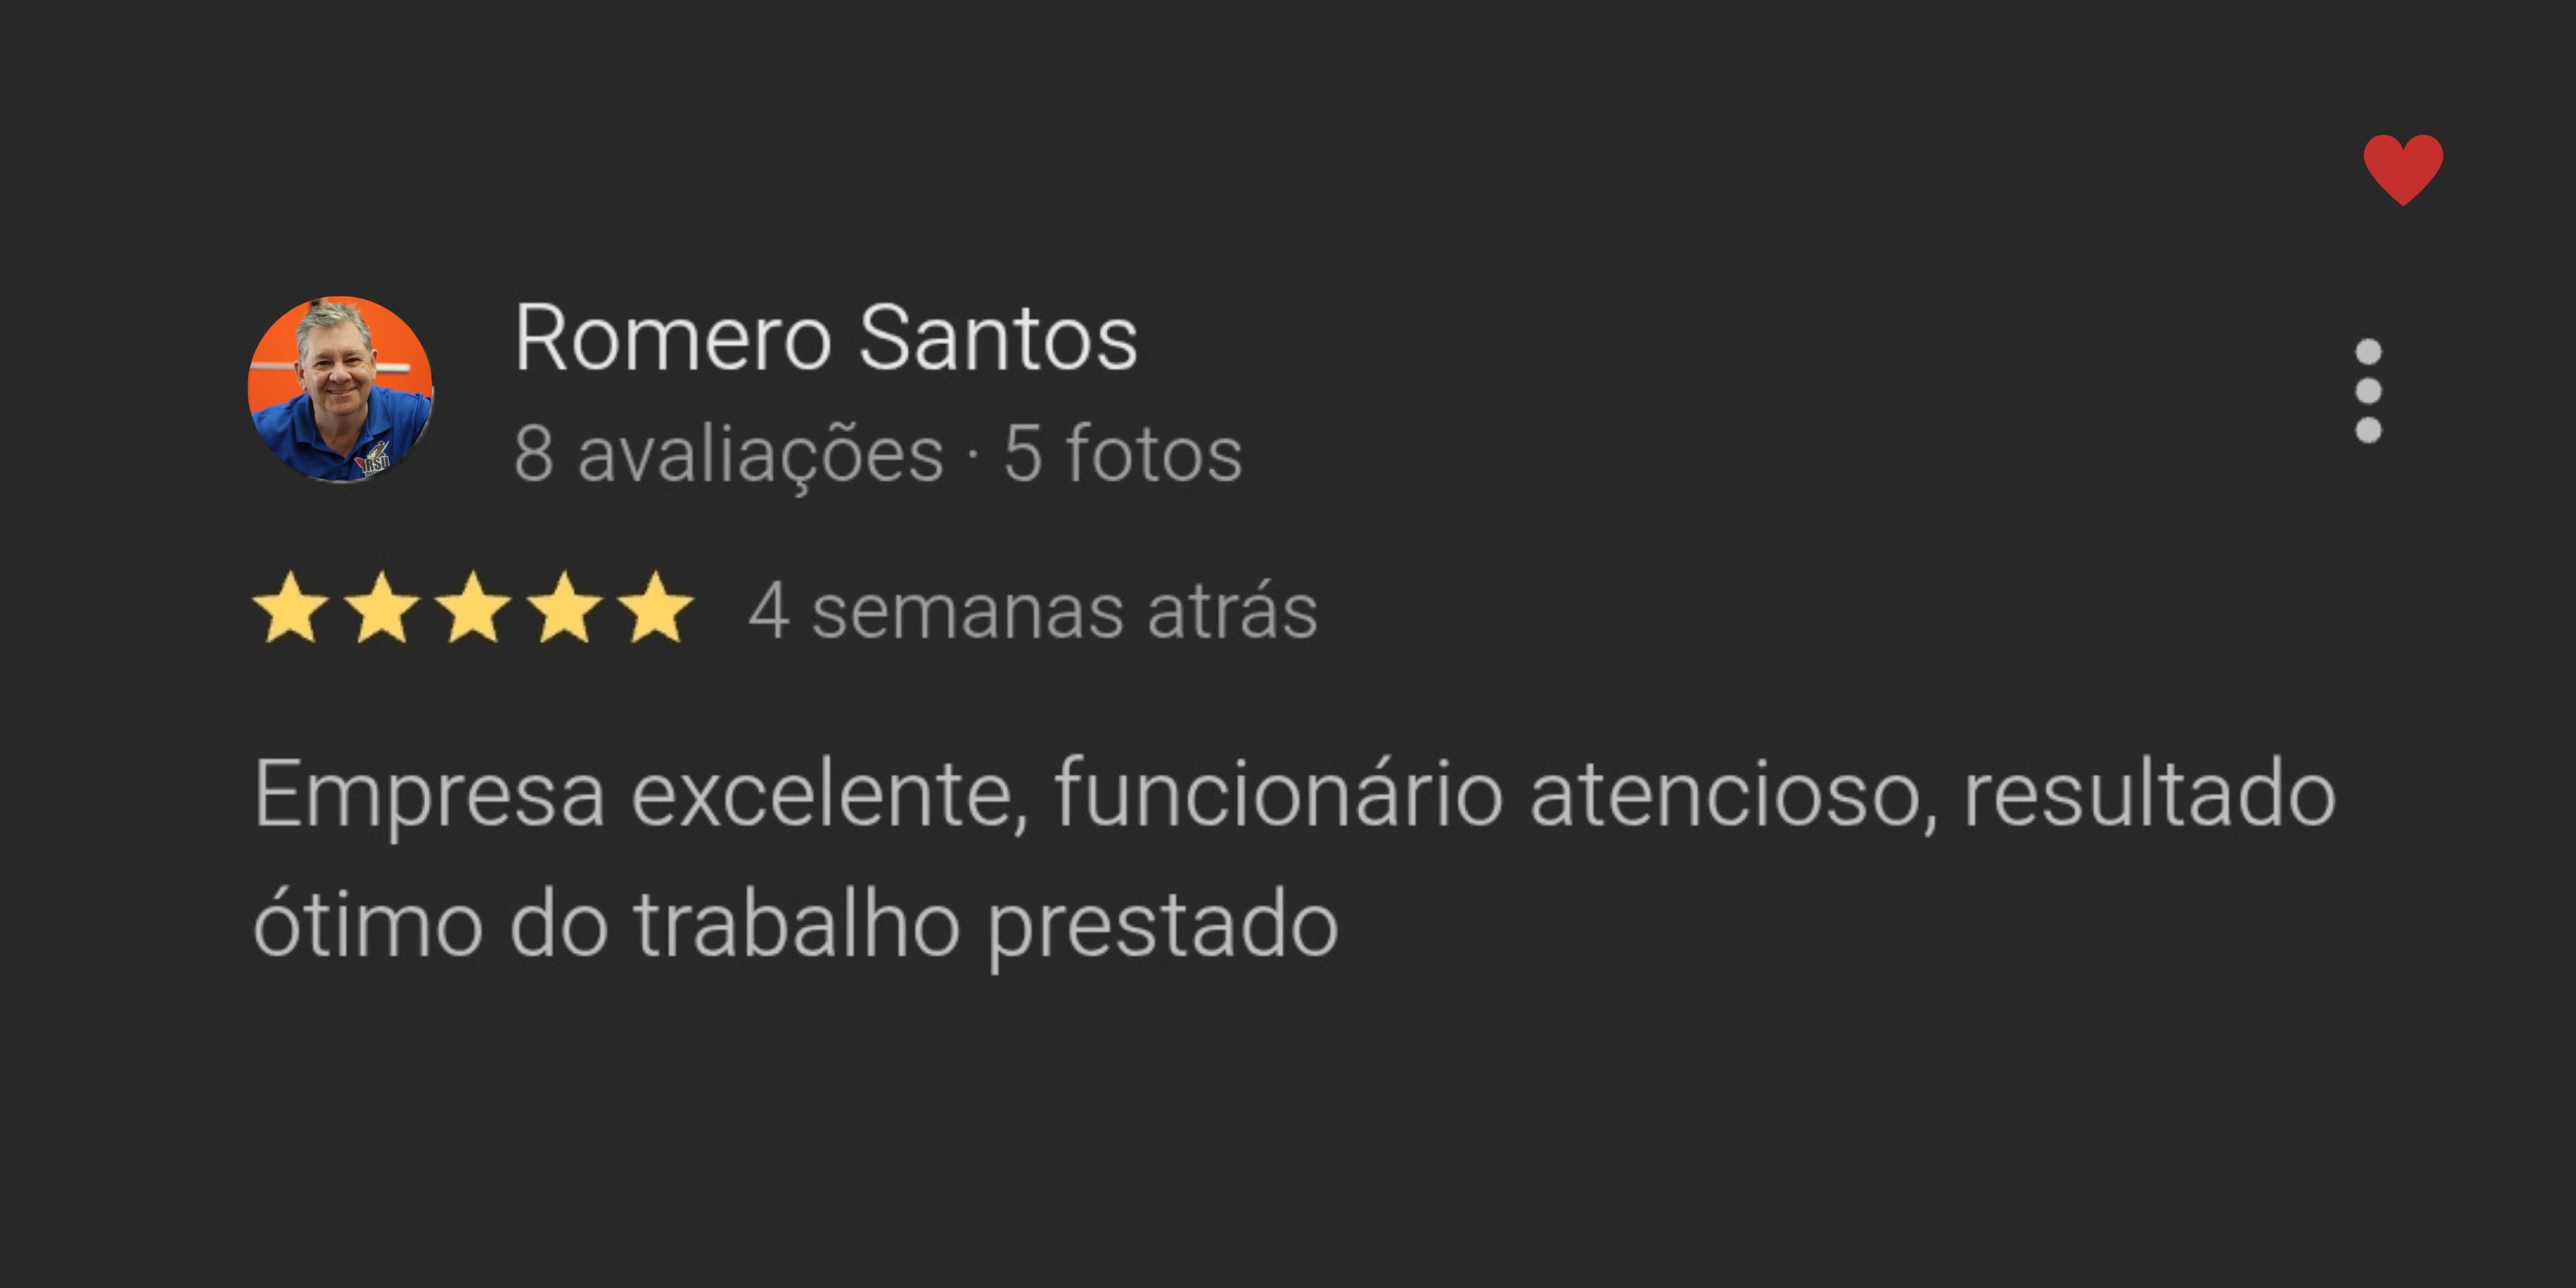 Romero Santos
8 avaliações · 5 fotos
4 semanas atrás
Empresa excelente, funcionário atencioso, resultado
ótimo do trabalho prestado